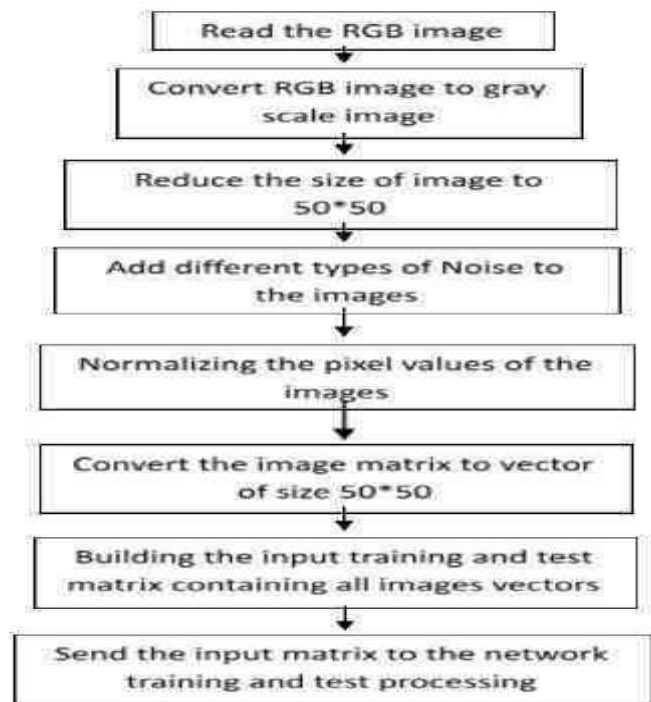 Read the RGB image
Convert RGB image to gray
scale image
Reduce the size of image to
50*50
Add different types of Noise to
the images
Normalizing the pixel values of the
images
Convert the image matrix to vector
of size 50*50
Building the input training and test
matrix containing all images vectors
Send the input matrix to the network
training and test processing